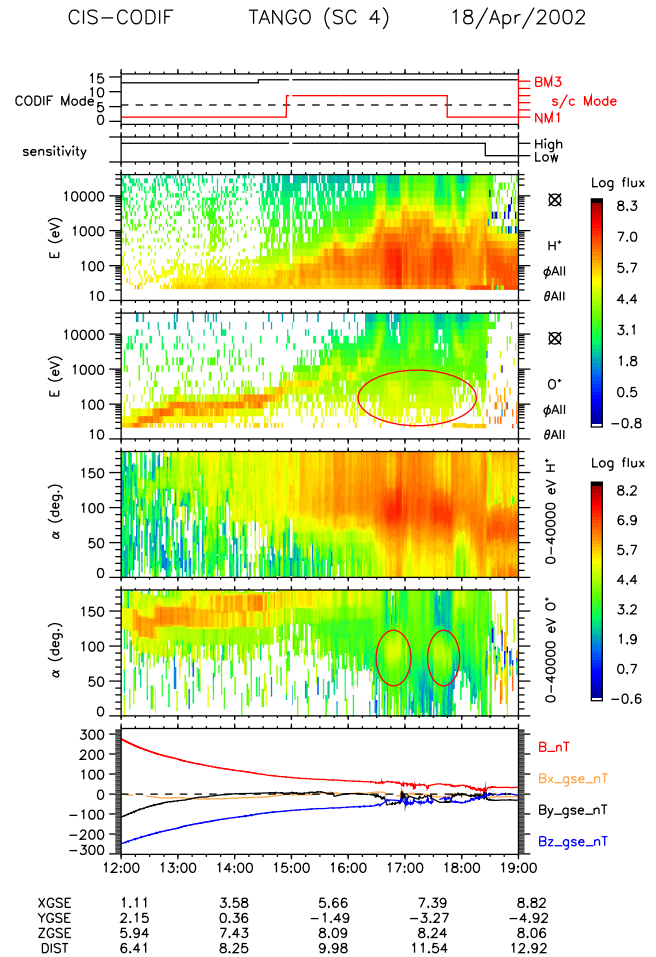 CIS-CODIF TANGO (SC 4) 18/Apr/2002
15
10
5
0
CODIF Mode
BM3
s/c Mode
NM1
sensitivity
High
Low
10000
1000
100
10
E (eV)
H+
φAll
θAll
Log flux
8.3
7.0
5.7
4.4
3.1
1.8
0.5
-0.8
10000
1000
100
10
E (eV)
O+
φAll
θAll
150
100
50
0
α (deg.)
0-40000 eV H+
Log flux
8.2
6.9
5.7
4.4
3.2
1.9
0.7
-0.6
150
100
50
0
α (deg.)
0-40000 eV O+
300
200
100
0
-100
-200
-300
B_nT
Bx_gse_nT
By_gse_nT
Bz_gse_nT
12:00 13:00 14:00 15:00 16:00 17:00 18:00 19:00
XGSE 1.11 3.58 5.66 7.39 8.82
YGSE 2.15 0.36 -1.49 -3.27 -4.92
ZGSE 5.94 7.43 8.09 8.24 8.06
DIST 6.41 8.25 9.98 11.54 12.92